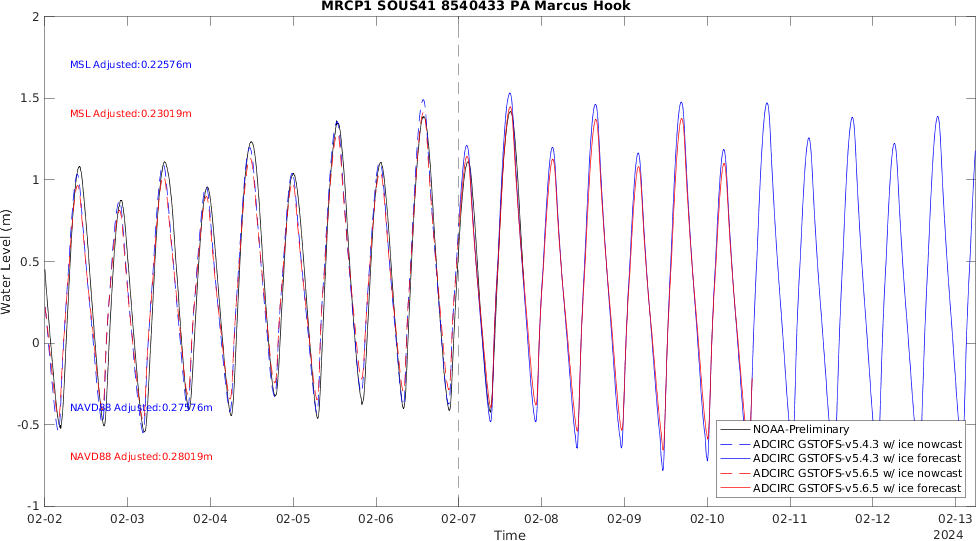 MRCP1 SOUS41 8540433 PA Marcus Hook
2
1.5
1
0.5
0
-0.5
-1
Water Level (m)
MSL Adjusted:0.22576m
MSL Adjusted:0.23019m
NAVD88 Adjusted:0.27576m
NAVD88 Adjusted:0.28019m
NOAA-Preliminary
ADCIRC GSTOFS-v5.4.3 w/ ice nowcast
ADCIRC GSTOFS-v5.4.3 w/ ice forecast
ADCIRC GSTOFS-v5.6.5 w/ ice nowcast
ADCIRC GSTOFS-v5.6.5 w/ ice forecast
02-02 02-03 02-04 02-05 02-06 02-07 02-08 02-09 02-10 02-11 02-12 02-13
Time
2024